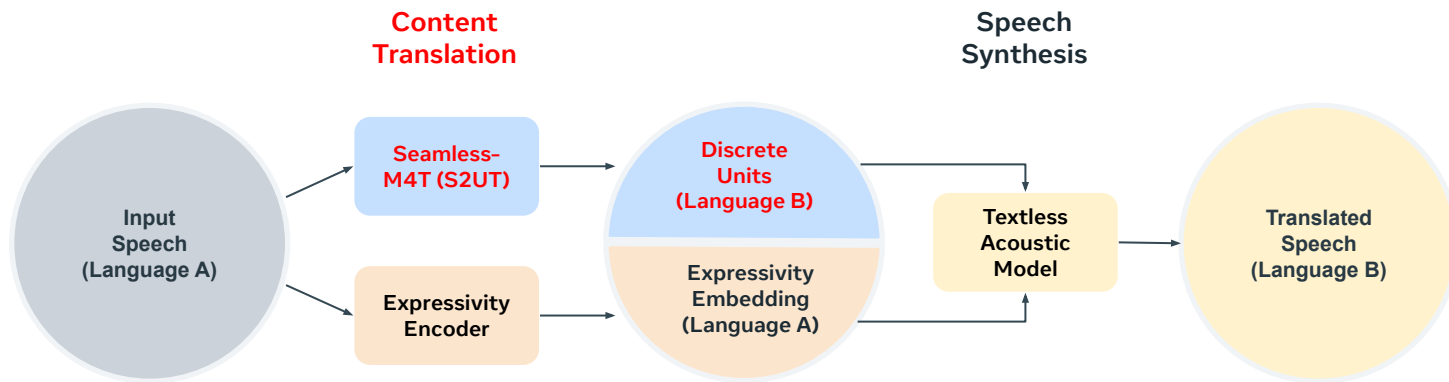 Content
Translation
Speech
Synthesis
Input
Speech
(Language A)
Seamless-
M4T (S2UT)
Expressivity
Encoder
Discrete
Units
(Language B)
Expressivity
Embedding
(Language A)
Textless
Acoustic
Model
Translated
Speech
(Language B)